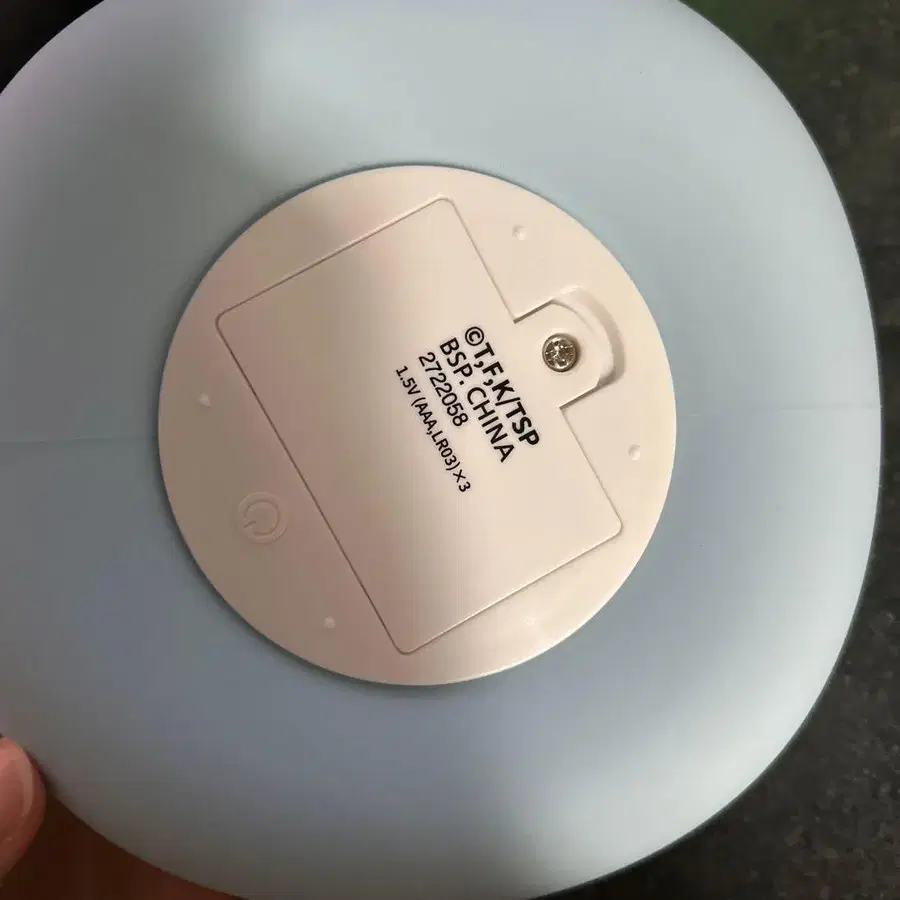 ©T,F,K/TSP
BSP. CHINA
2722058
1.5V (AAA,LR03)×3